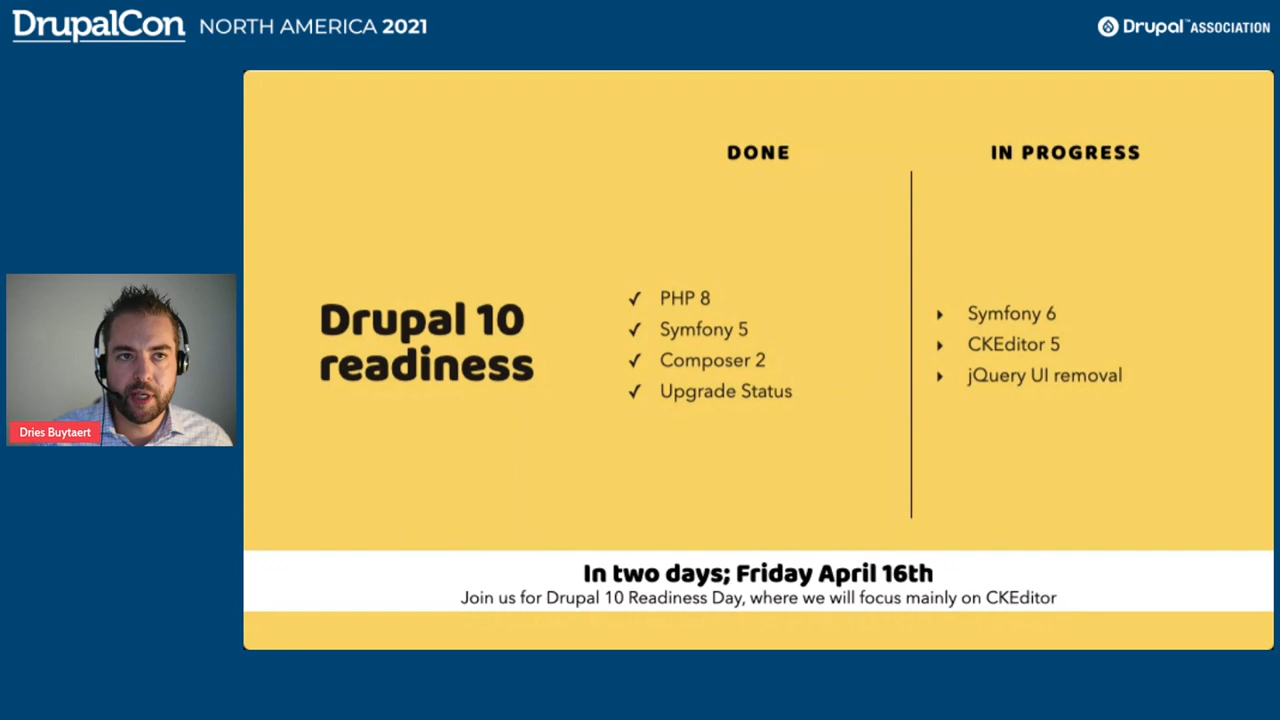 DrupalCon NORTH AMERICA 2021
Drupal™ ASSOCIATION
DONE
IN PROGRESS
Drupal 10
readiness
✓ PHP 8
✓ Symfony 5
✓ Composer 2
✓ Upgrade Status
Symfony 6
CKEditor 5
jQuery UI removal
Dries Buytaert
In two days; Friday April 16th
Join us for Drupal 10 Readiness Day, where we will focus mainly on CKEditor